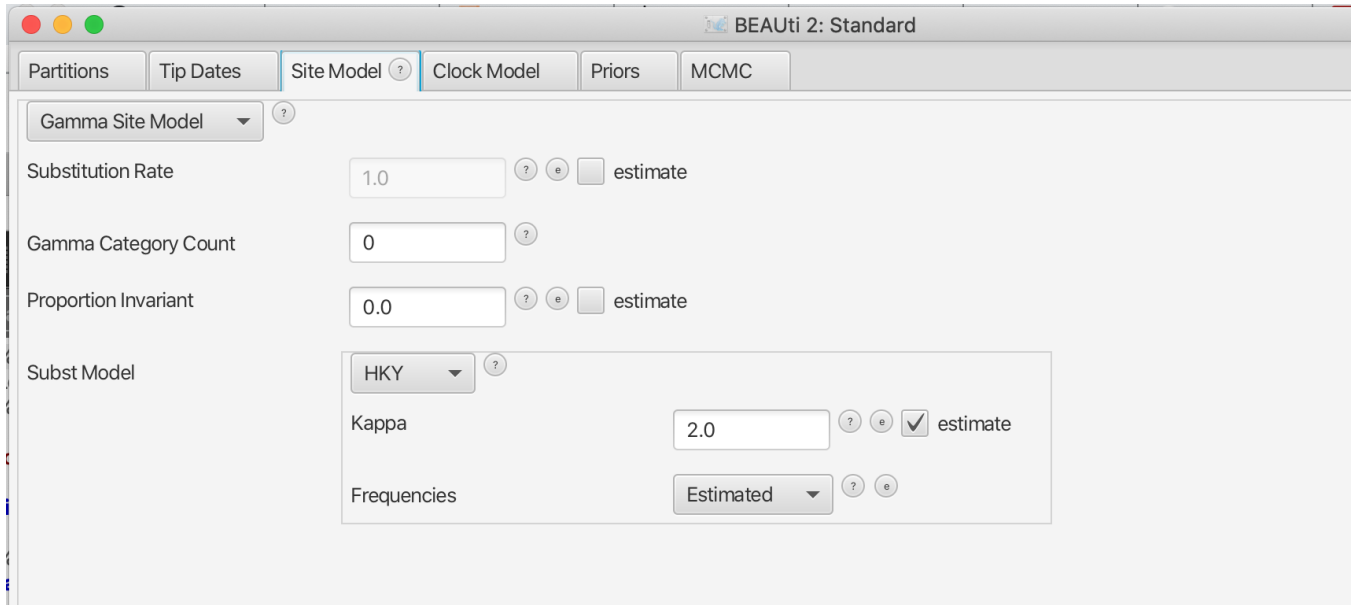 BEAUti 2: Standard
Partitions Tip Dates Site Model ? Clock Model Priors MCMC
Gamma Site Model ?
Substitution Rate 1.0 ? e estimate
Gamma Category Count 0 ?
Proportion Invariant 0.0 ? e estimate
Subst Model HKY ?
Kappa 2.0 ? e estimate
Frequencies Estimated ? e